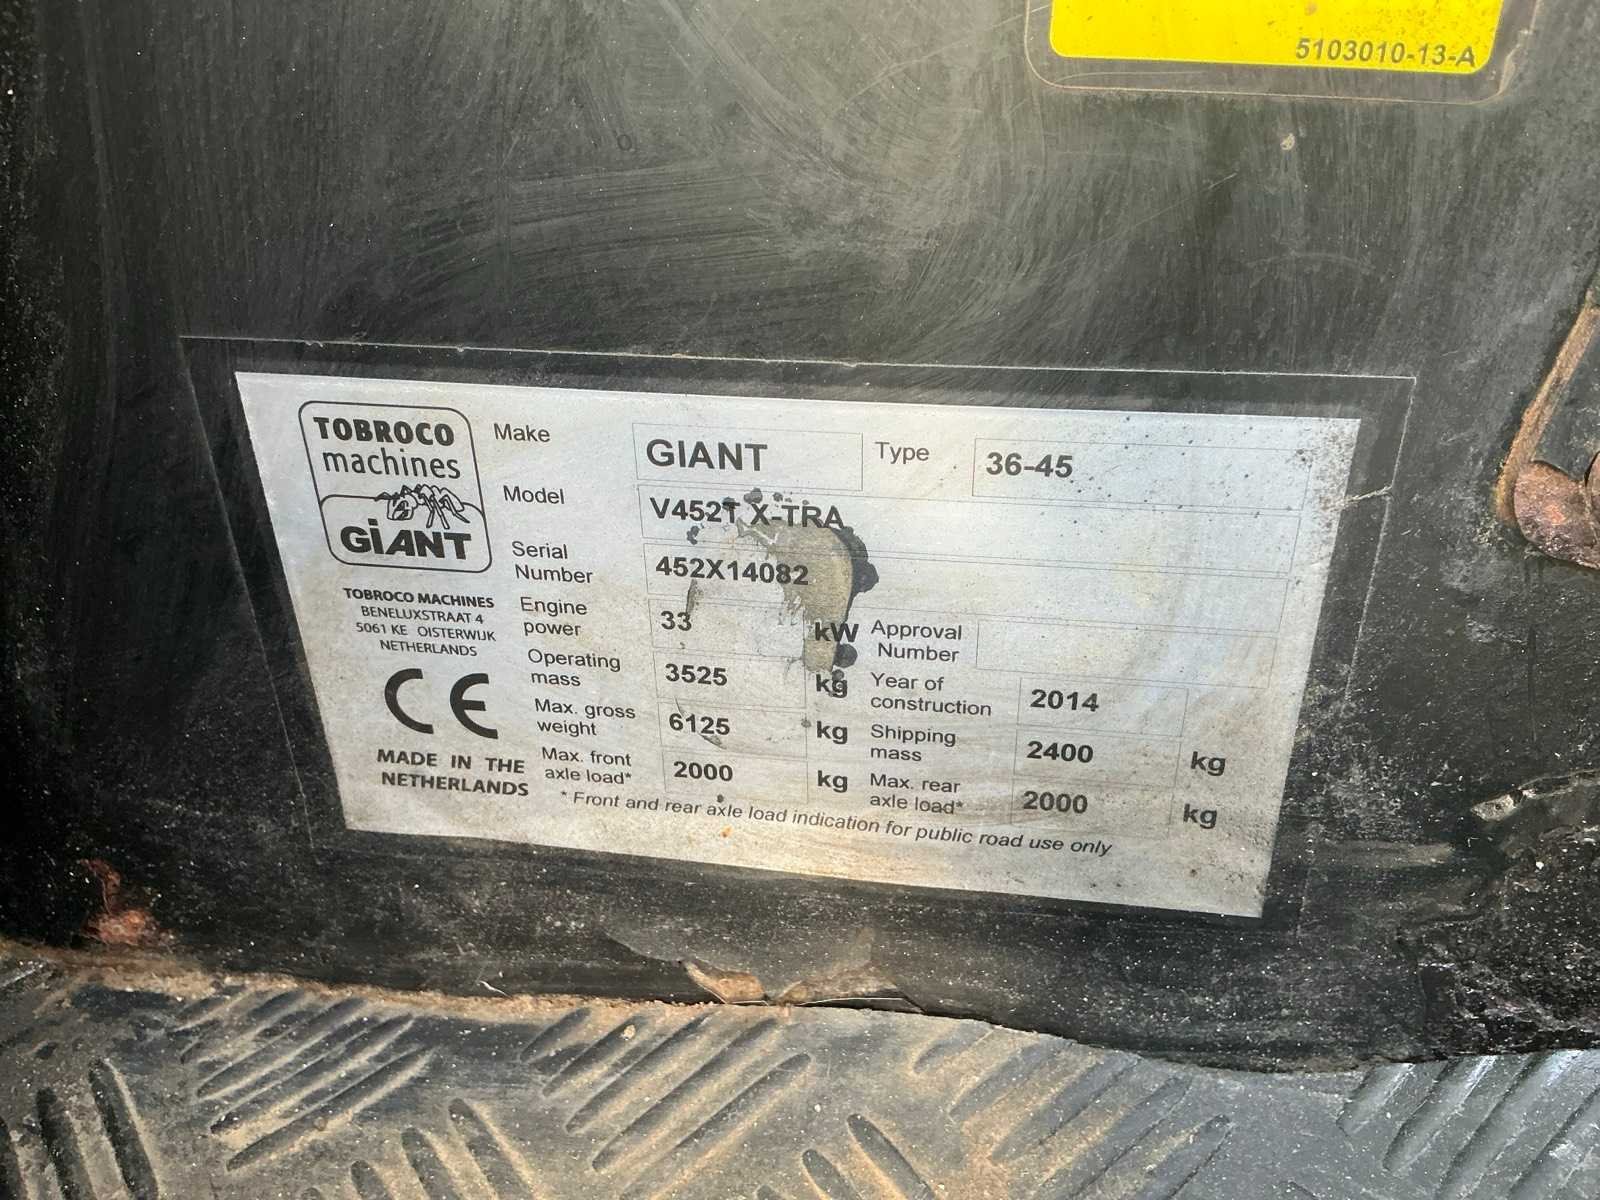 5103010-13-A
TOBROCO
machines
GiANT
TOBROCO MACHINES
BENELUXSTRAAT 4
5061 KE OISTERWIJK
NETHERLANDS
CE
MADE IN THE
NETHERLANDS
Make GIANT Type 36-45
Model V452T X-TRA
Serial Number 452X14082
Engine power 33 kW Approval Number
Operating mass 3525 kg Year of construction 2014
Max. gross weight 6125 kg Shipping mass 2400 kg
Max. front axle load* 2000 kg Max. rear axle load* 2000 kg
* Front and rear axle load indication for public road use only